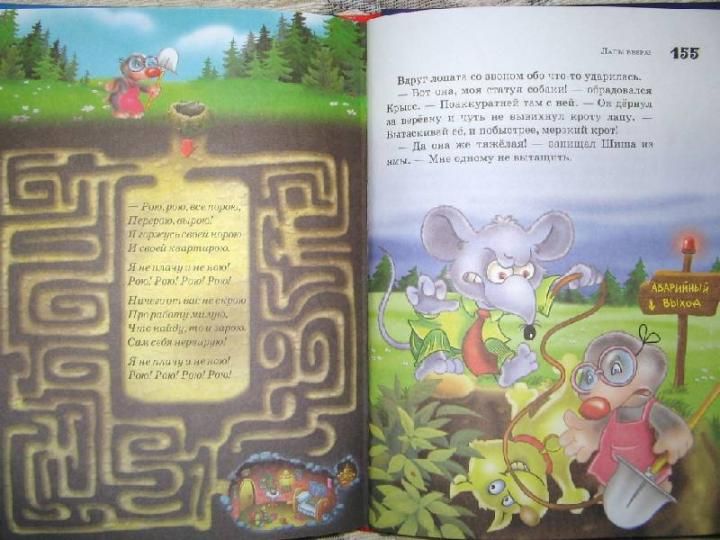 — Рою, рою, все порою,
Перерою, вырою!
Я горжусь своей норою
И своей квартирою.
Я не плачу и не ною!
Рою! Рою! Рою! Рою!
Ничего от вас не скрою
Про работу милую.
Что найду, то и зарою.
Сам себя
Я не плачу и не ною!
Рою! Рою! Рою! Рою!
Лапы вверх! 155
Вдруг лопата со звоном обо что-то ударилась.
— Вот она, моя статуя собаки! — обрадовался
Крысс. — Поаккуратней там с ней. — Он дёрнул
за верёвку и чуть не вывихнул кроту лапу. —
Вытаскивай её, и побыстрее, мерзкий крот!
— Да она же тяжёлая! — запищал Шиша из
ямы. — Мне одному не вытащить.
АВАРИЙНЫЙ
↓ ВЫХОД